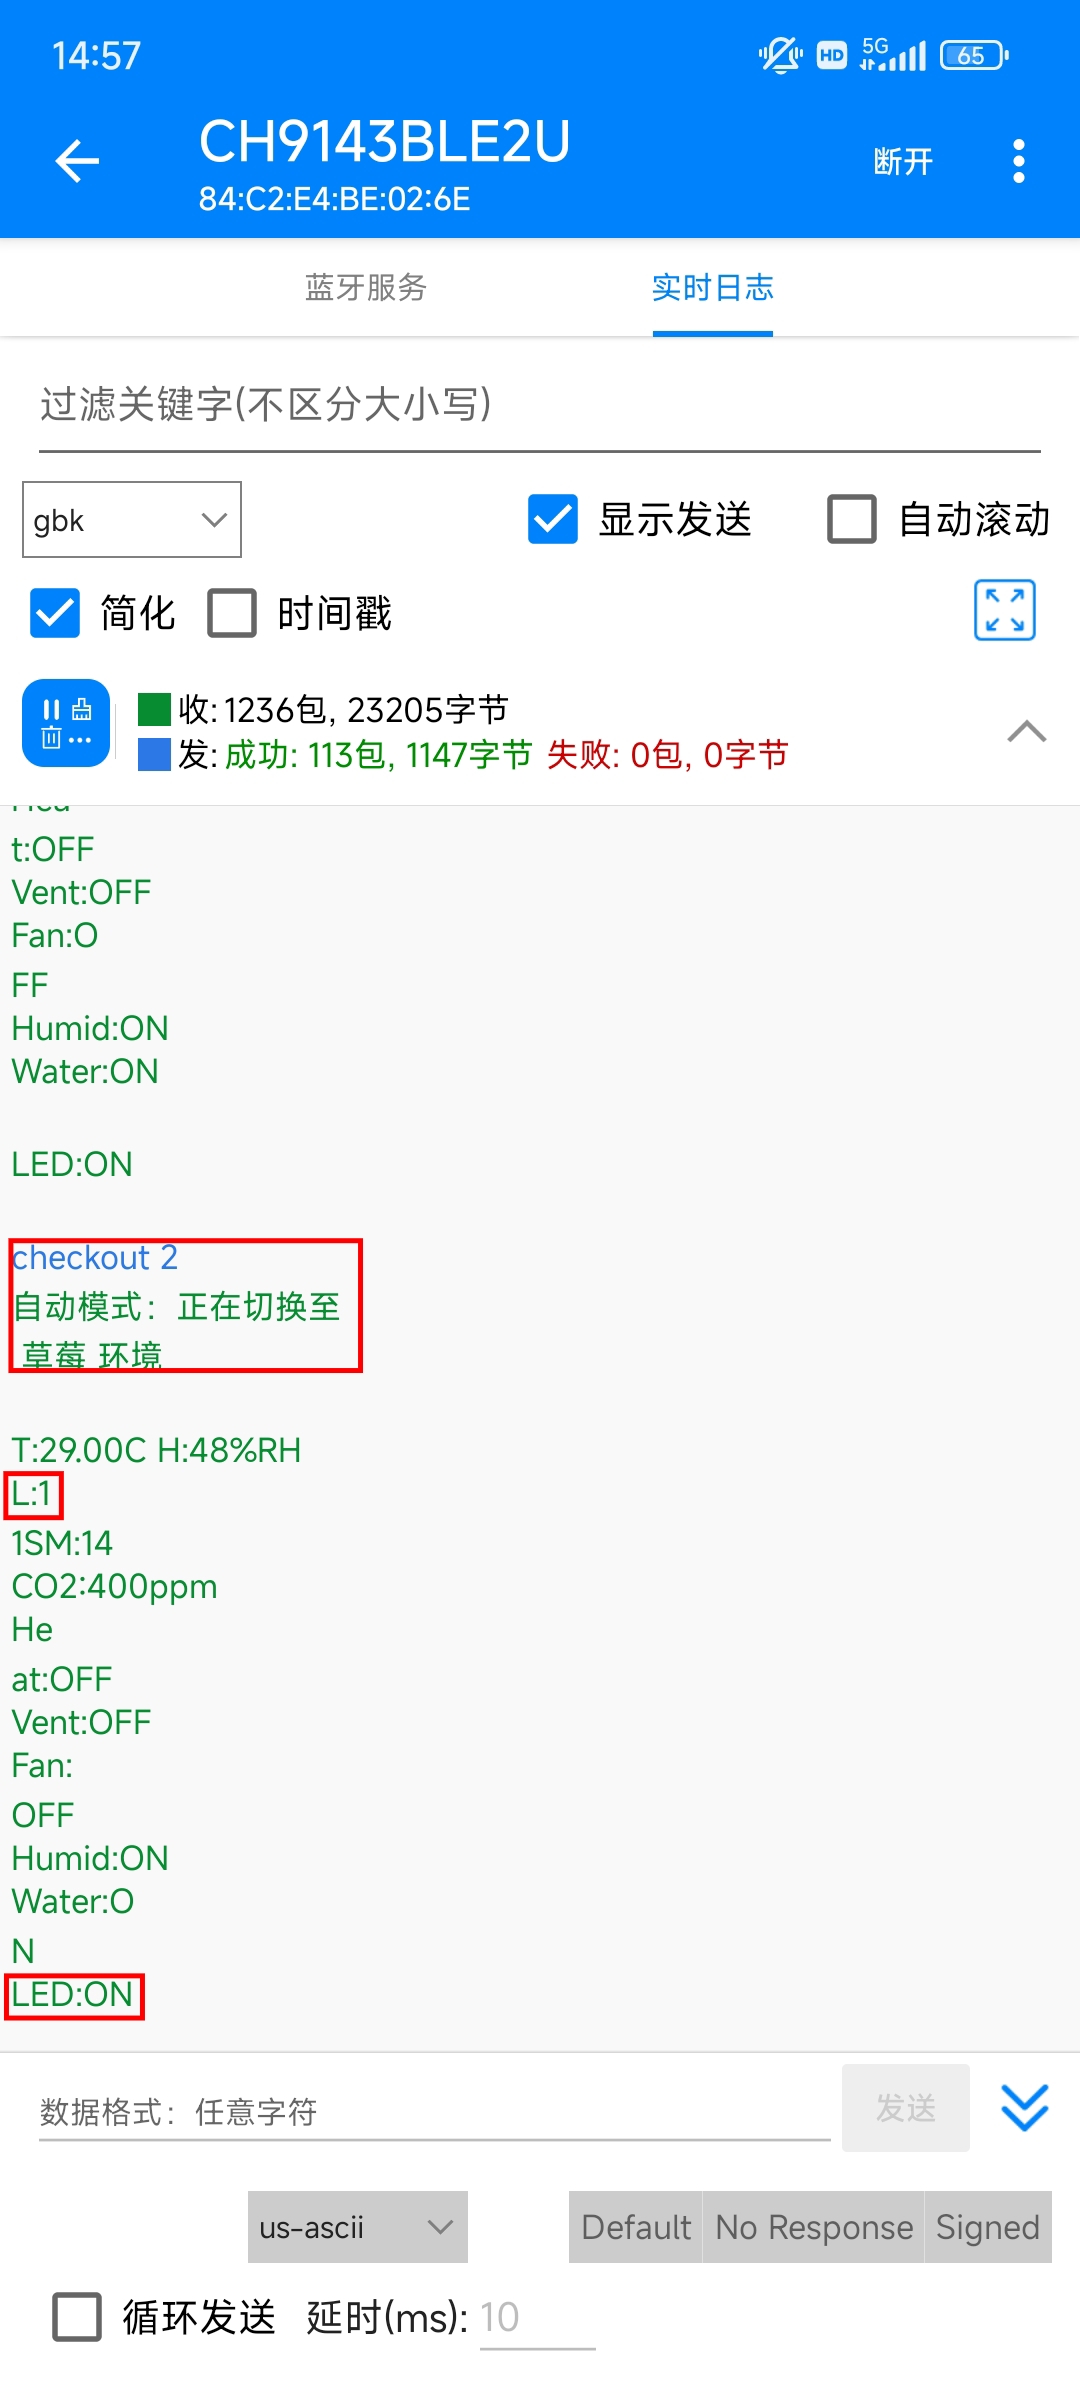 14:57
HD 5G 65
CH9143BLE2U
84:C2:E4:BE:02:6E
断开
蓝牙服务 实时日志
过滤关键字(不区分大小写)
gbk 显示发送 自动滚动
简化 时间戳
收: 1236包, 23205字节
发: 成功: 113包, 1147字节 失败: 0包, 0字节
t:OFF
Vent:OFF
Fan:O
FF
Humid:ON
Water:ON
LED:ON
checkout 2
自动模式：正在切换至
草莓 环境
T:29.00C H:48%RH
L:1
1SM:14
CO2:400ppm
He
at:OFF
Vent:OFF
Fan:
OFF
Humid:ON
Water:O
N
LED:ON
数据格式：任意字符 发送
us-ascii Default No Response Signed
循环发送 延时(ms): 10